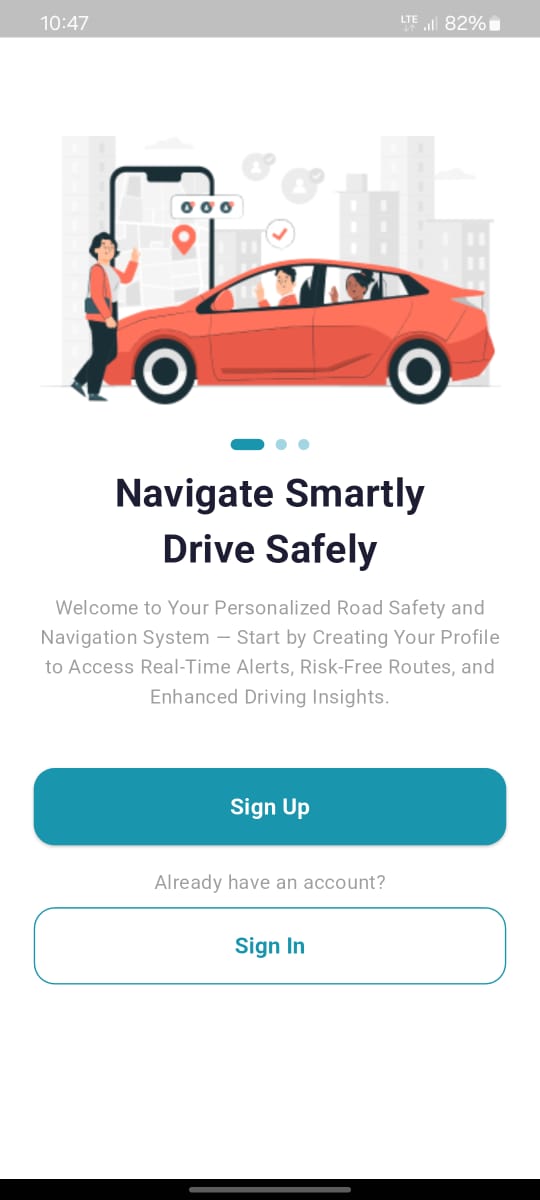 10:47 LTE 82%
Navigate Smartly
Drive Safely
Welcome to Your Personalized Road Safety and
Navigation System — Start by Creating Your Profile
to Access Real-Time Alerts, Risk-Free Routes, and
Enhanced Driving Insights.
Sign Up
Already have an account?
Sign In